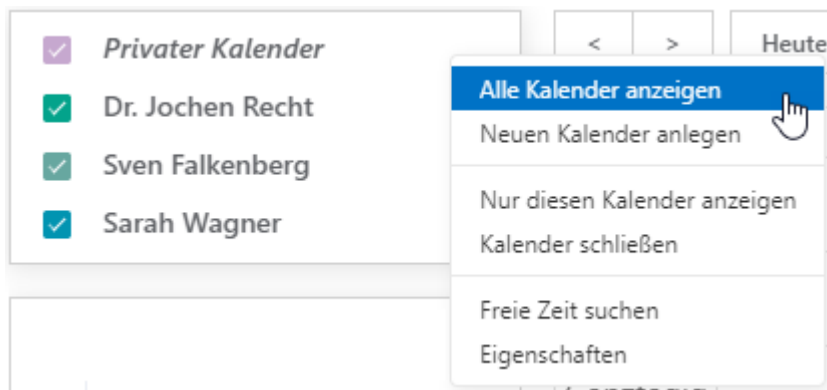 Privater Kalender
Dr. Jochen Recht
Sven Falkenberg
Sarah Wagner
< > Heute
Alle Kalender anzeigen
Neuen Kalender anlegen
Nur diesen Kalender anzeigen
Kalender schließen
Freie Zeit suchen
Eigenschaften